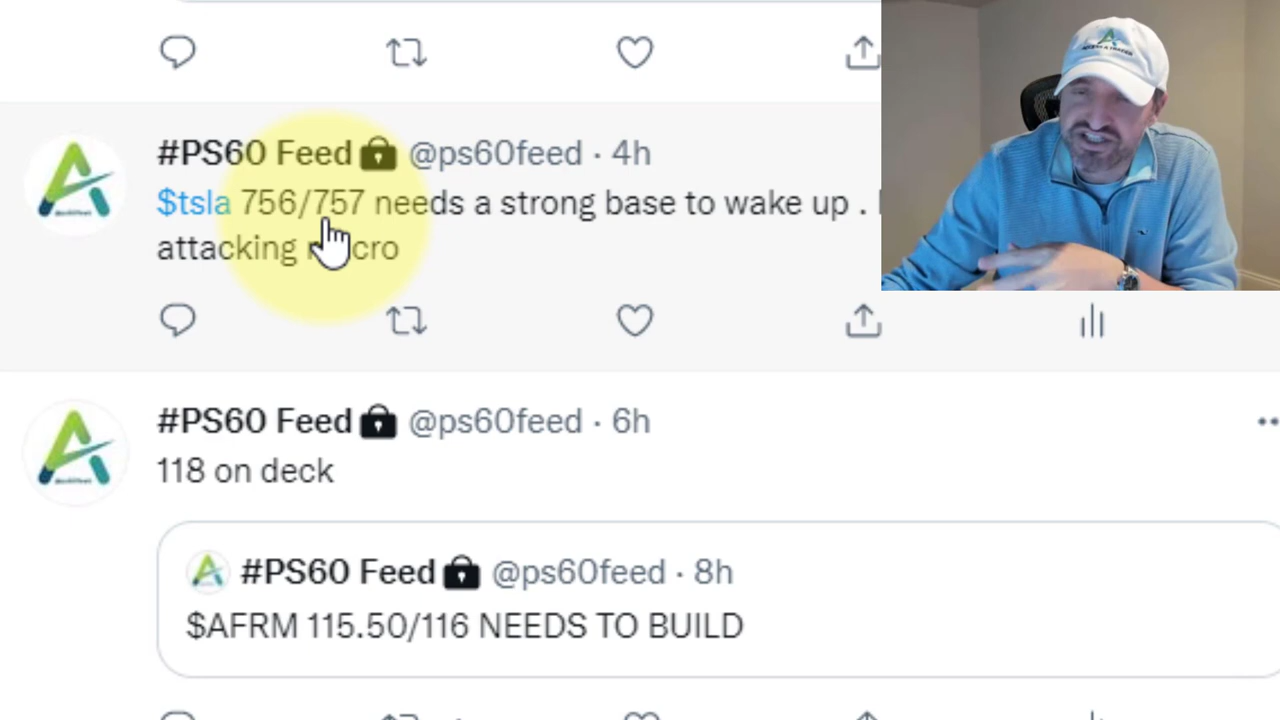 #PS60 Feed @ps60feed · 4h
$tsla 756/757 needs a strong base to wake up .
attacking
#PS60 Feed @ps60feed · 6h
118 on deck
#PS60 Feed @ps60feed · 8h
$AFRM 115.50/116 NEEDS TO BUILD